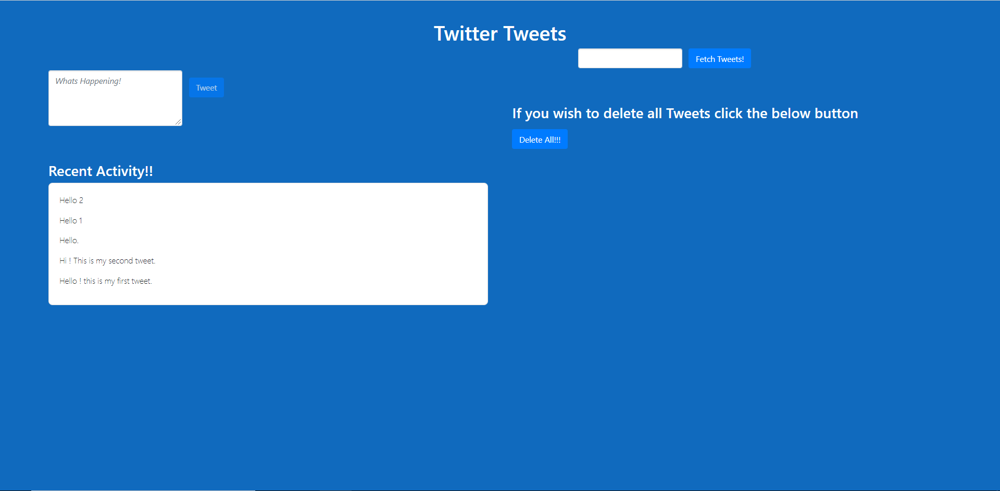 Twitter Tweets
Fetch Tweets!
Whats Happening!
Tweet
If you wish to delete all Tweets click the below button
Delete All!!!
Recent Activity!!
Hello 2
Hello 1
Hello.
Hi ! This is my second tweet.
Hello ! this is my first tweet.